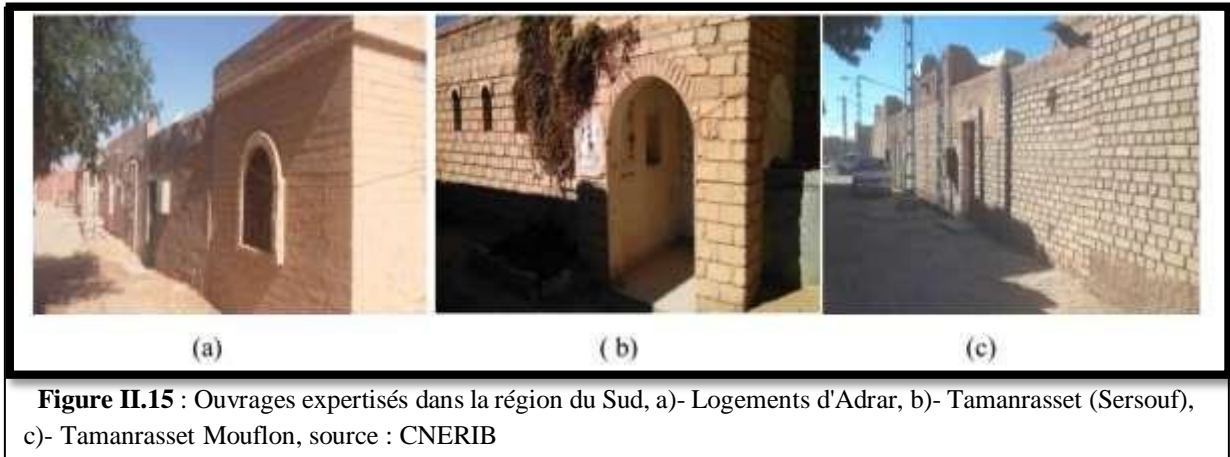 (a) ( b) (c)
Figure II.15 : Ouvrages expertisés dans la région du Sud, a)- Logements d'Adrar, b)- Tamanrasset (Sersouf),
c)- Tamanrasset Mouflon, source : CNERIB